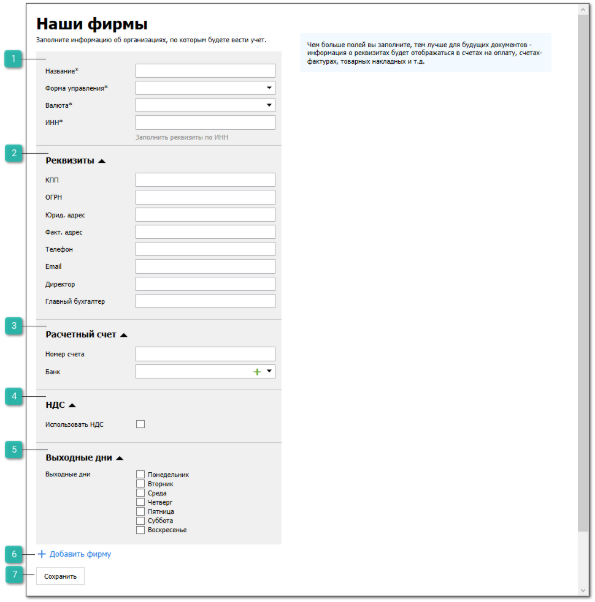 Наши фирмы
Заполните информацию об организациях, по которым будете вести учет.
Чем больше полей вы заполните, тем лучше для будущих документов -
информация о реквизитах будет отображаться в счетах на оплату, счетах-
фактурах, товарных накладных и т.д.
1
Название*
Форма управления*
Валюта*
ИНН*
Заполнить реквизиты по ИНН
2
Реквизиты
КПП
ОГРН
Юрид. адрес
Факт. адрес
Телефон
Email
Директор
Главный бухгалтер
3
Расчетный счет
Номер счета
Банк
4
НДС
Использовать НДС
5
Выходные дни
Выходные дни
Понедельник
Вторник
Среда
Четверг
Пятница
Суббота
Воскресенье
6
Добавить фирму
7
Сохранить